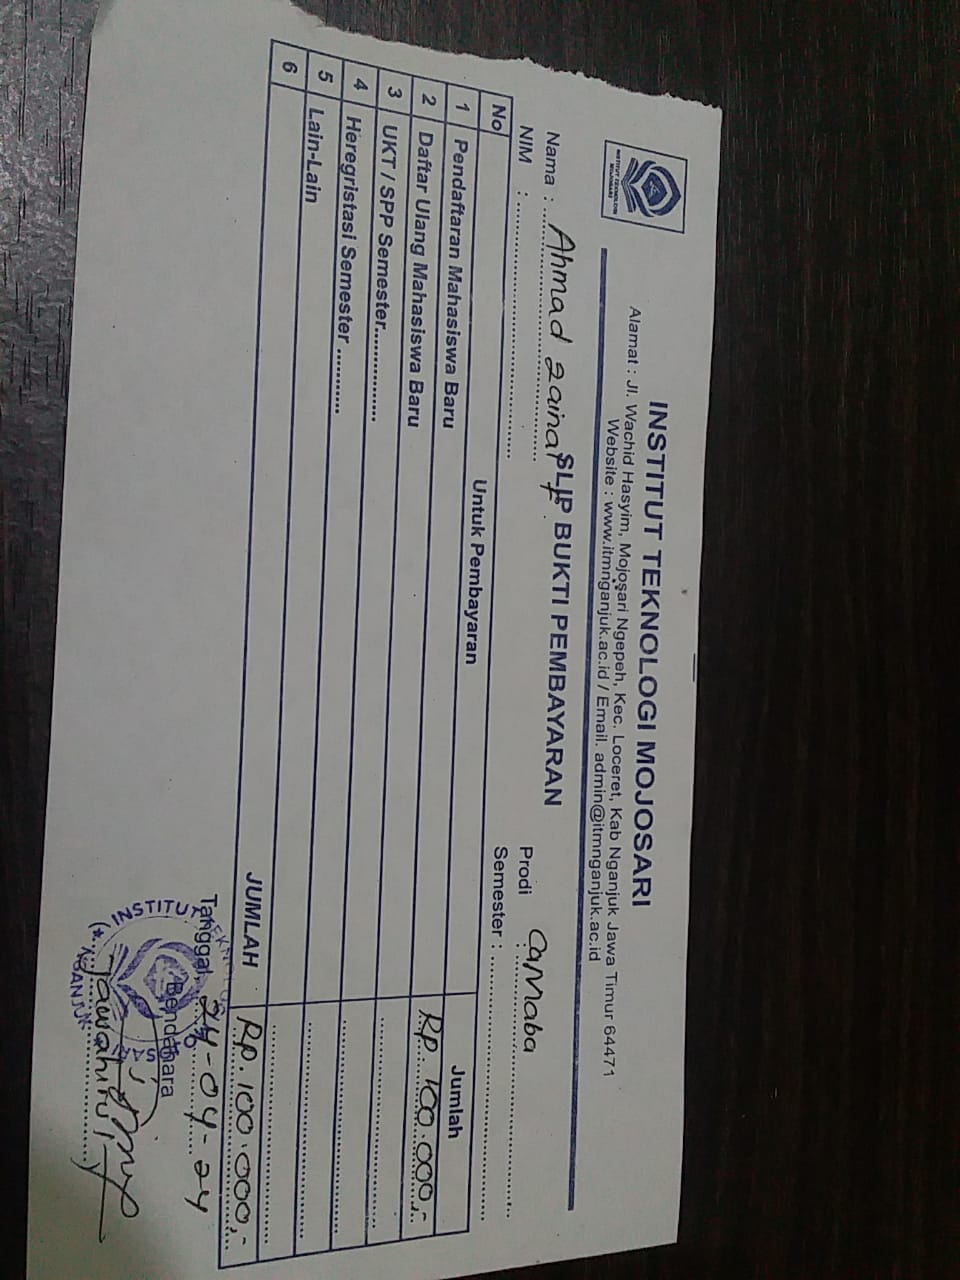 INSTITUT TEKNOLOGI MOJOSARI
Alamat : Jl. Wachid Hasyim, Mojosari Ngepeh, Kec. Loceret, Kab Nganjuk Jawa Timur 64471
Website : www.itmnganjuk.ac.id / Email. admin@itmnganjuk.ac.id
INSTITUT TEKNOLOGI
MOJOSARI
SLIP BUKTI PEMBAYARAN
Nama : Ahmad Zainal
Prodi : CaMaba
NIM :
Semester :
No Untuk Pembayaran Jumlah
1 Pendaftaran Mahasiswa Baru RP. 100.000,-
2 Daftar Ulang Mahasiswa Baru
3 UKT / SPP Semester..............
4 Heregristasi Semester ...........
5 Lain-Lain
6
JUMLAH RP. 100.000,-
Tanggal, 24-04-24
Bendahara
INSTITUT TEKNOLOGI
NGANJUK